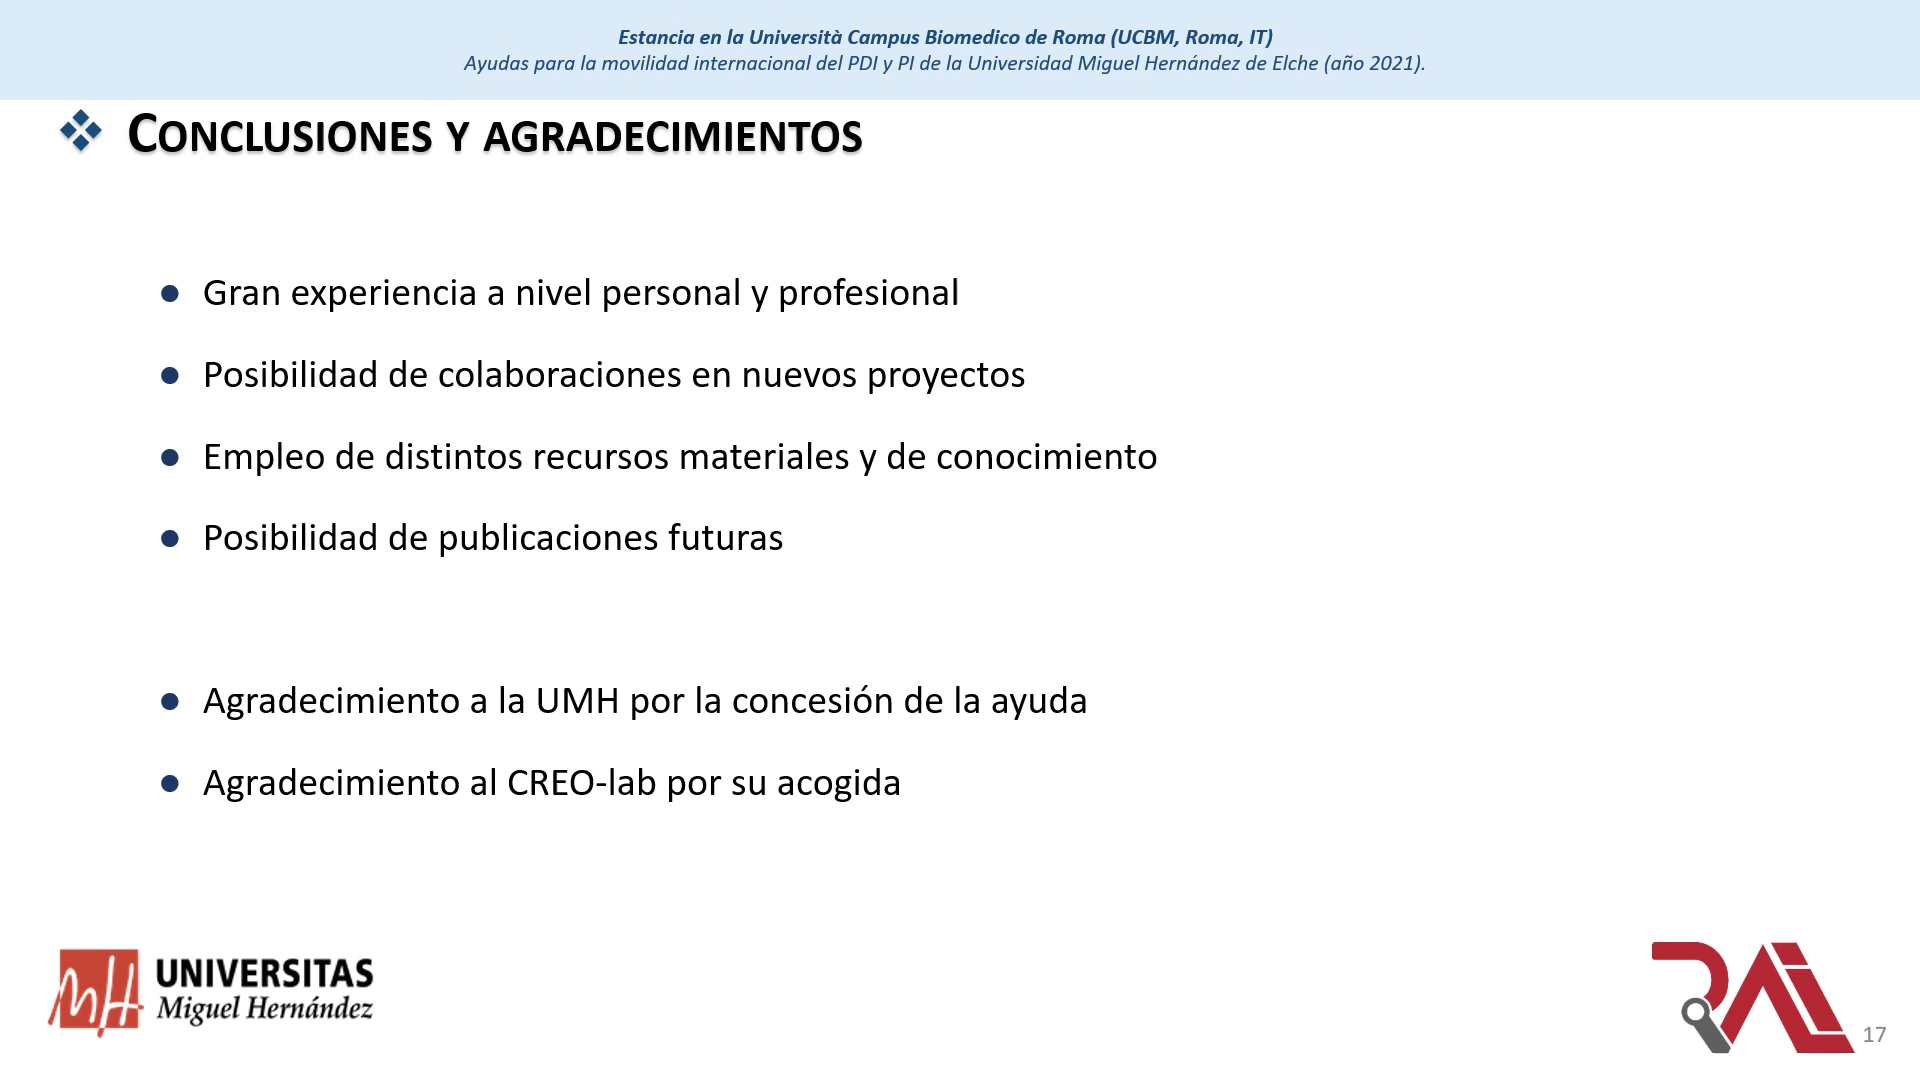 Estancia en la Università Campus Biomedico de Roma (UCBM, Roma, IT)
Ayudas para la movilidad internacional del PDI y PI de la Universidad Miguel Hernández de Elche (año 2021).
Conclusiones y agradecimientos
Gran experiencia a nivel personal y profesional
Posibilidad de colaboraciones en nuevos proyectos
Empleo de distintos recursos materiales y de conocimiento
Posibilidad de publicaciones futuras
Agradecimiento a la UMH por la concesión de la ayuda
Agradecimiento al CREO-lab por su acogida
UNIVERSITAS
Miguel Hernández
17